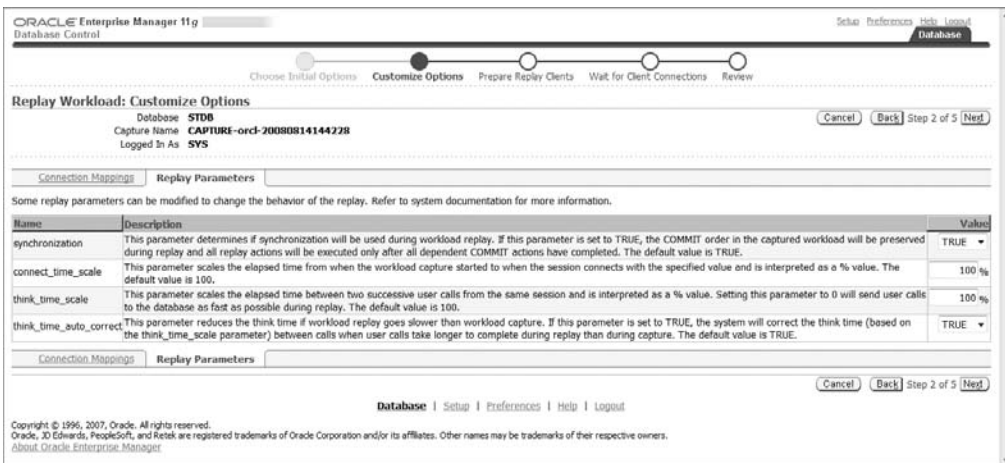 ORACLE Enterprise Manager 11g
Database Control
Setup Preferences Help Logout
Database
Choose Initial Options Customize Options Prepare Replay Clients Wait for Client Connections Review
Replay Workload: Customize Options
Database STDB
Capture Name CAPTURE-orcl-20080814144228
Logged In As SYS
Cancel Back Step 2 of 5 Next
Connection Mappings Replay Parameters
Some replay parameters can be modified to change the behavior of the replay. Refer to system documentation for more information.
Name Description Value
synchronization This parameter determines if synchronization will be used during workload replay. If this parameter is set to TRUE, the COMMIT order in the captured workload will be preserved TRUE
during replay and all replay actions will be executed only after all dependent COMMIT actions have completed. The default value is TRUE.
connect_time_scale This parameter scales the elapsed time from when the workload capture started to when the session connects with the specified value and is interpreted as a % value. The 100 %
default value is 100.
think_time_scale This parameter scales the elapsed time between two successive user calls from the same session and is interpreted as a % value. Setting this parameter to 0 will send user calls 100 %
to the database as fast as possible during replay. The default value is 100.
think_time_auto_correct This parameter reduces the think time if workload replay goes slower than workload capture. If this parameter is set to TRUE, the system will correct the think time (based on TRUE
the think_time_scale parameter) between calls when user calls take longer to complete during replay than during capture. The default value is TRUE.
Connection Mappings Replay Parameters
Cancel Back Step 2 of 5 Next
Database | Setup | Preferences | Help | Logout
Copyright © 1996, 2007, Oracle. All rights reserved.
Oracle, JD Edwards, PeopleSoft, and Retek are registered trademarks of Oracle Corporation and/or its affiliates. Other names may be trademarks of their respective owners.
About Oracle Enterprise Manager